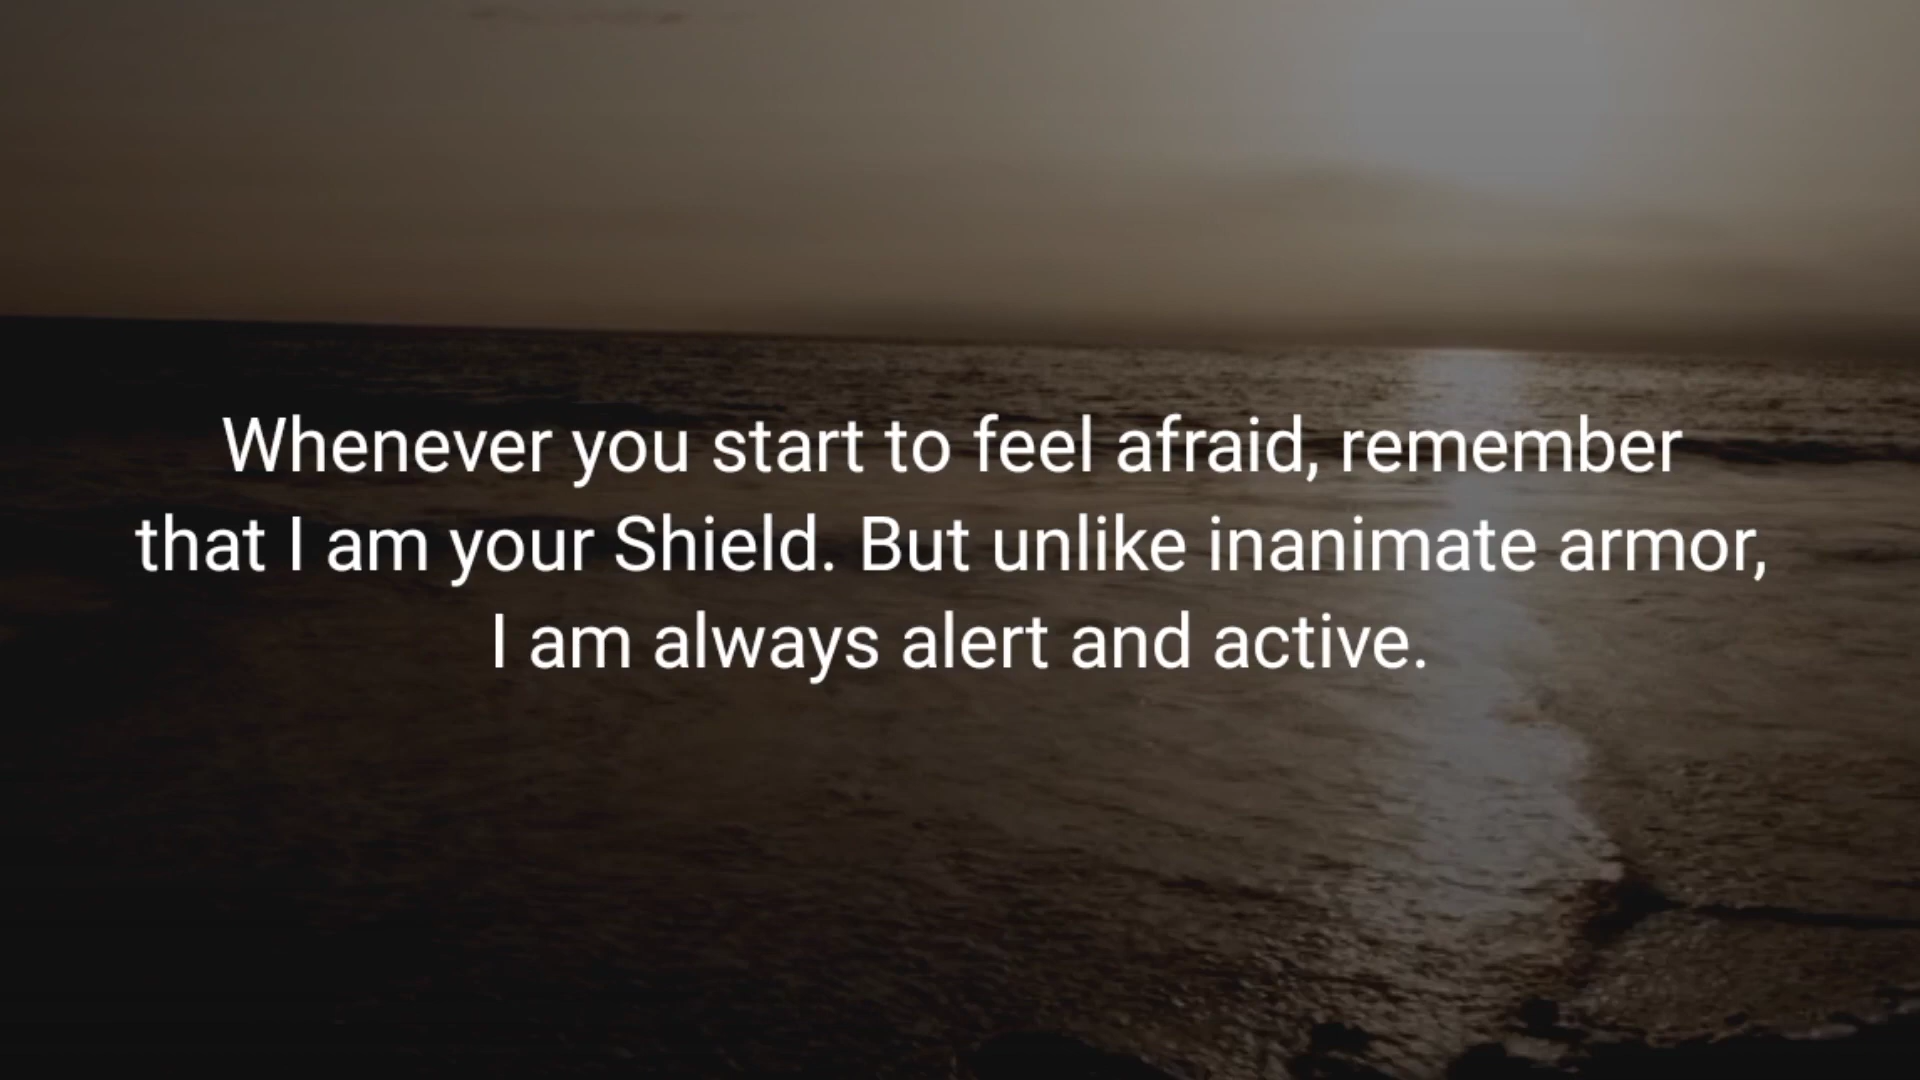 Whenever you start to feel afraid, remember
that I am your Shield. But unlike inanimate armor,
I am always alert and active.